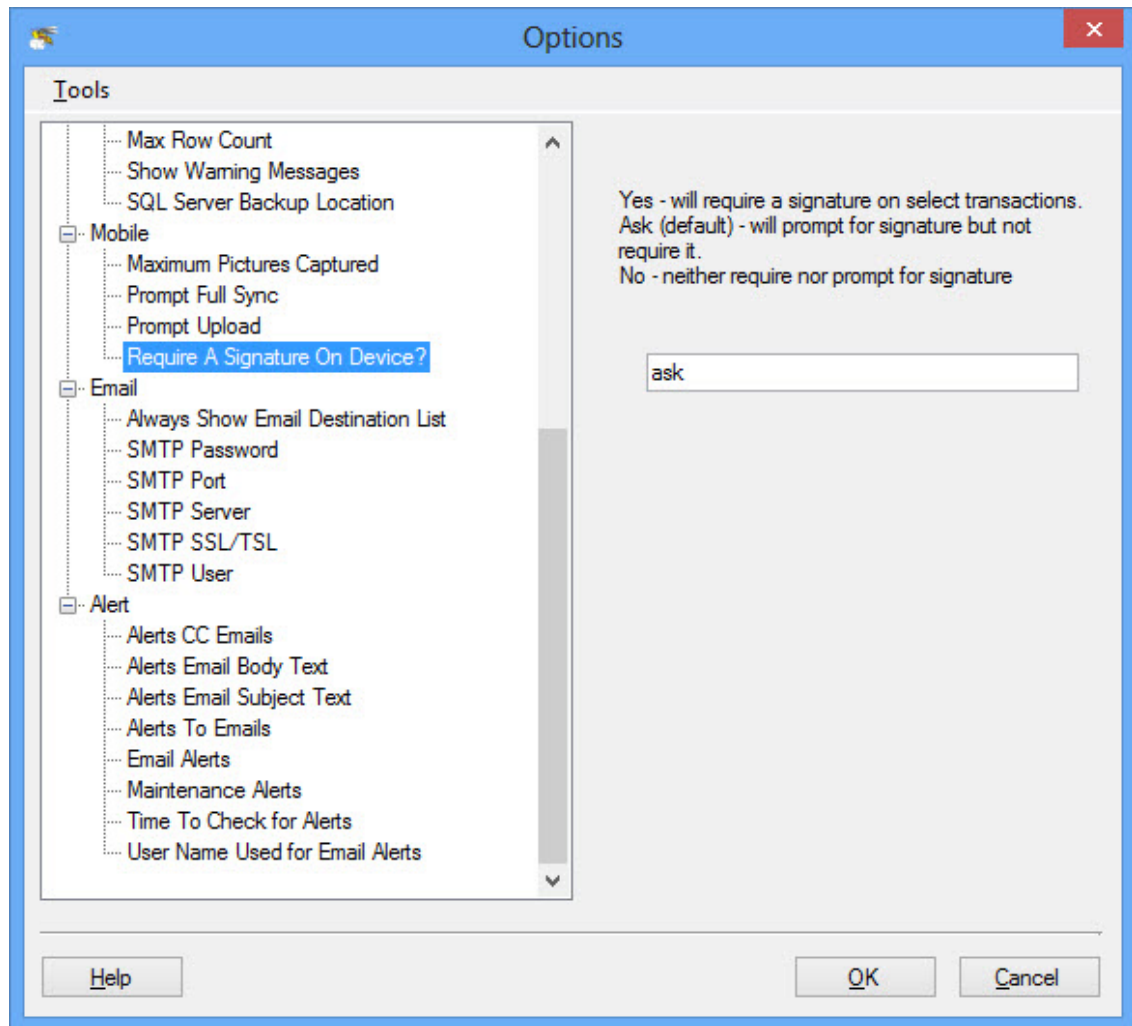 Options
Tools
Max Row Count
Show Warning Messages
SQL Server Backup Location
Mobile
Maximum Pictures Captured
Prompt Full Sync
Prompt Upload
Require A Signature On Device?
Email
Always Show Email Destination List
SMTP Password
SMTP Port
SMTP Server
SMTP SSL/TSL
SMTP User
Alert
Alerts CC Emails
Alerts Email Body Text
Alerts Email Subject Text
Alerts To Emails
Email Alerts
Maintenance Alerts
Time To Check for Alerts
User Name Used for Email Alerts
Yes - will require a signature on select transactions.
Ask (default) - will prompt for signature but not
require it.
No - neither require nor prompt for signature
ask
Help
OK
Cancel